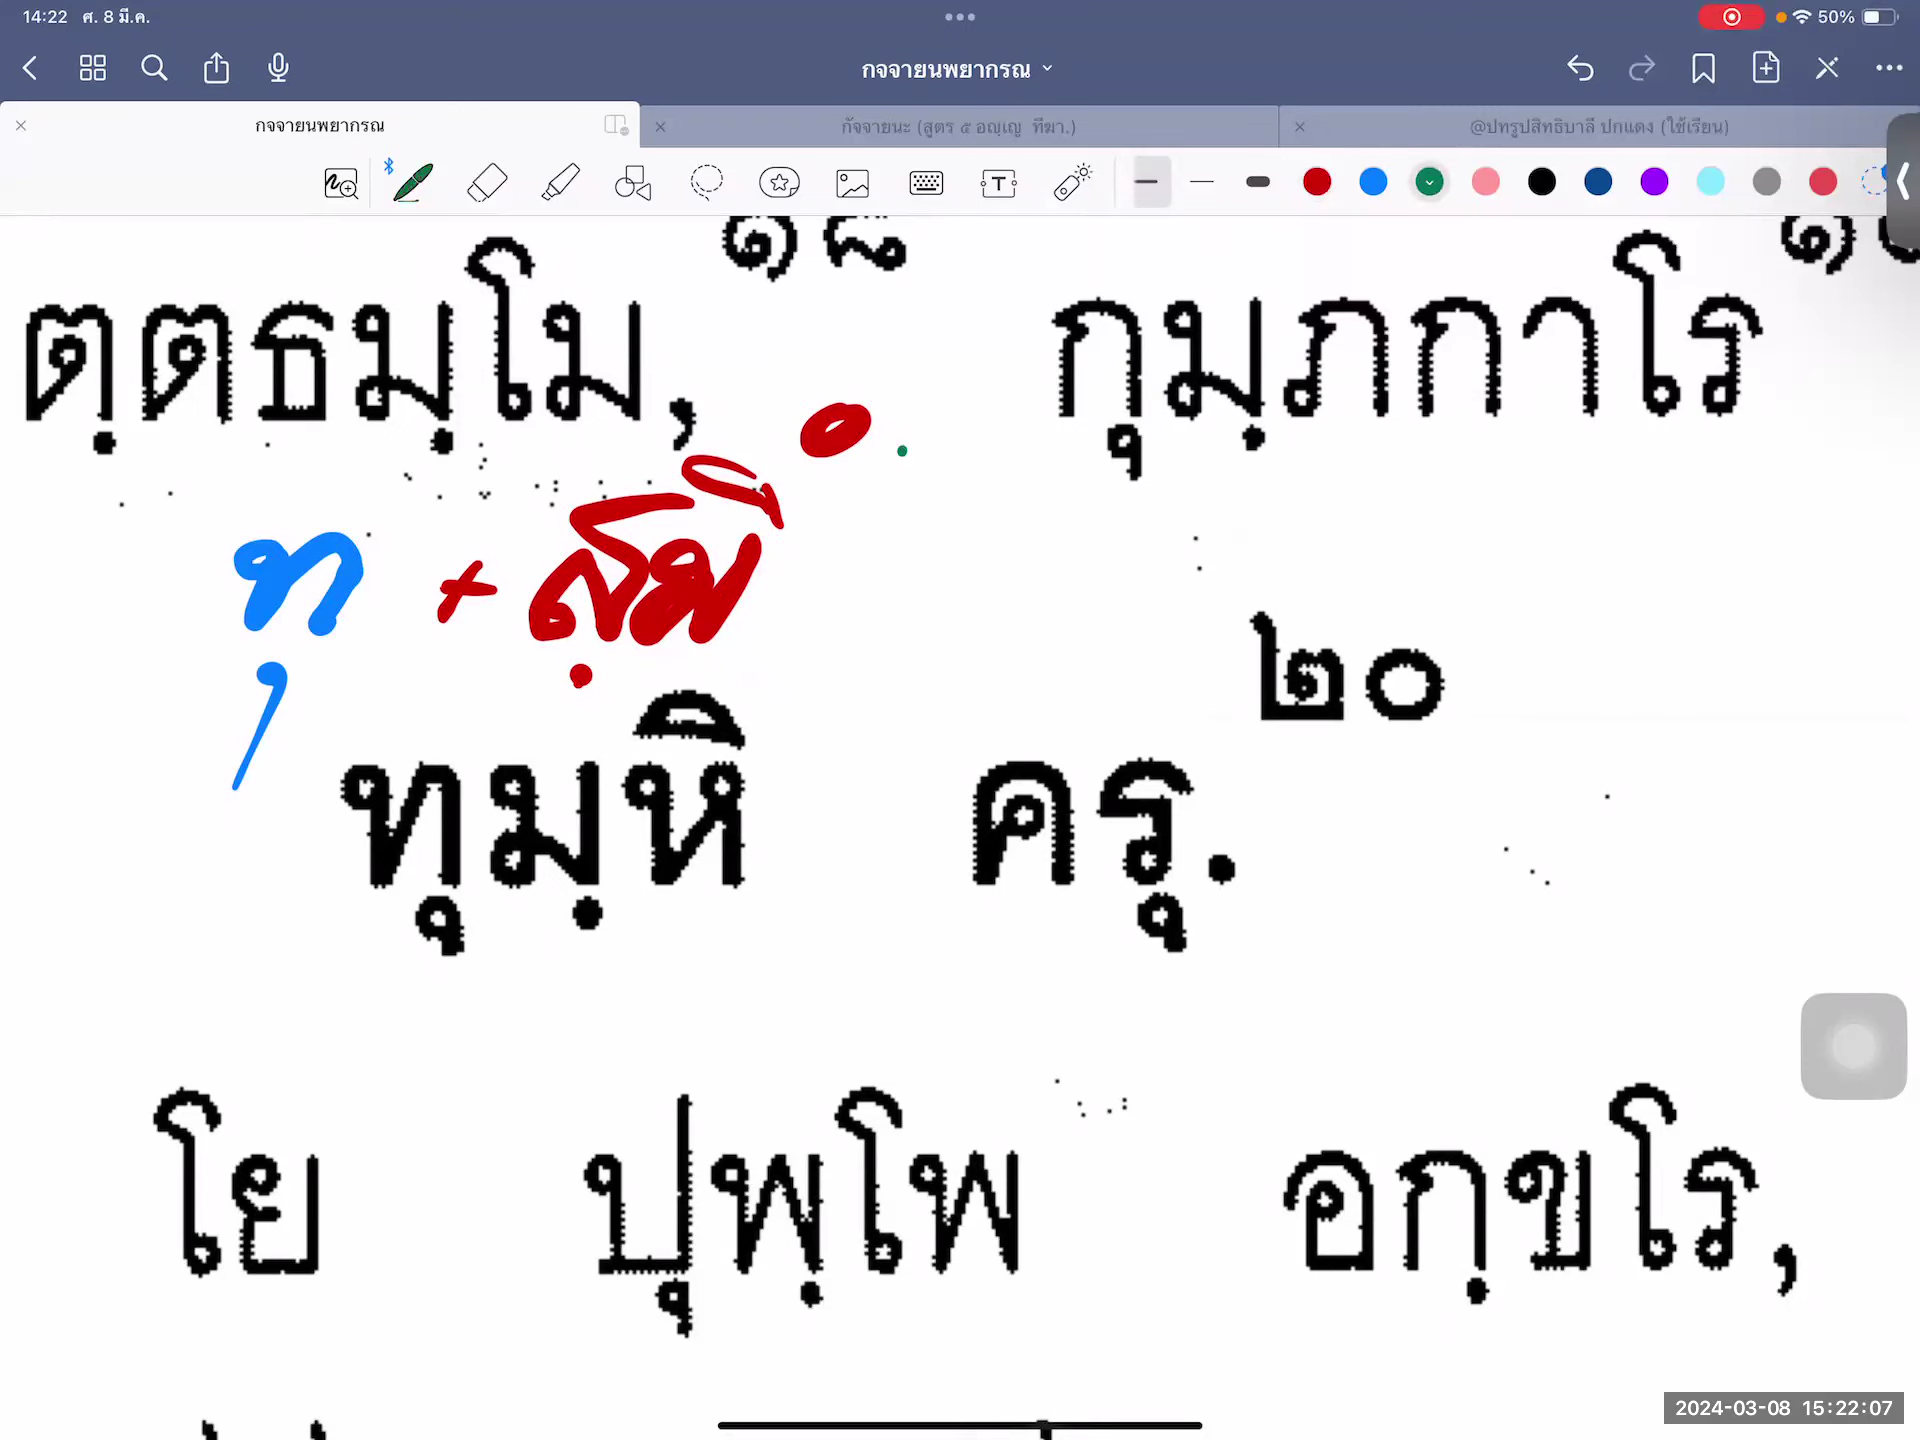 14:22 ศ. 8 มี.ค.
50%
กจจายนพยากรณ
กจจายนพยากรณ
กัจจายนะ (สูตร ๕ อญฺเญ ทีฆา.)
@ปทรูปสิทธิบาลี ปกแดง (ใช้เรียน)
ตฺตธมฺโม, กุมฺภกาโร
ทุ + สฺมิํ
๒๐
ทุมฺหิ ครุ.
โย ปุพฺโพ อกฺขโร,
2024-03-08 15:22:07